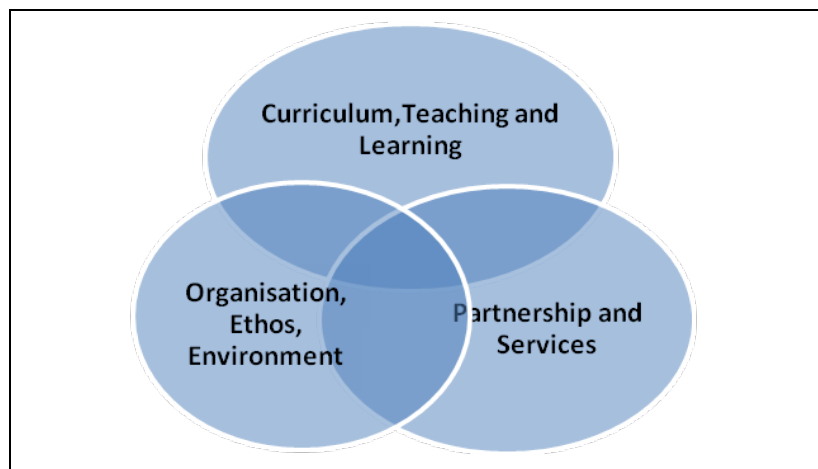 Curriculum,Teaching and
Learning
Organisation,
Ethos,
Environment
Partnership and
Services